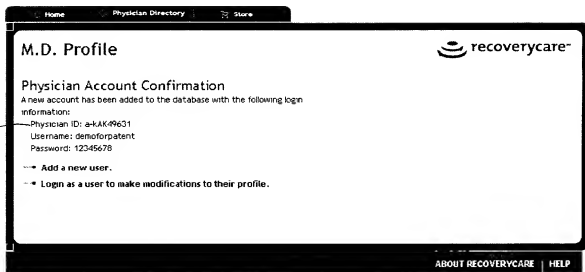 Home Physician Directory Store
M.D. Profile
recoverycare™
Physician Account Confirmation
A new account has been added to the database with the following login
information:
Physician ID: a-kAK49631
Username: demoforpatent
Password: 12345678
Add a new user.
Login as a user to make modifications to their profile.
ABOUT RECOVERYCARE | HELP